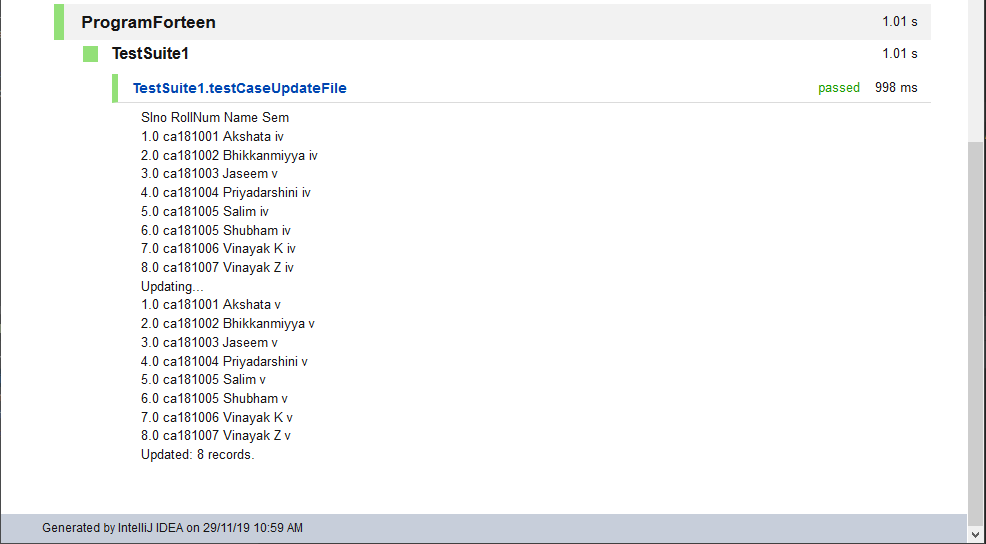 ProgramForteen 1.01 s
TestSuite1 1.01 s
TestSuite1.testCaseUpdateFile passed 998 ms
Slno RollNum Name Sem
1.0 ca181001 Akshata iv
2.0 ca181002 Bhikkanmiyya iv
3.0 ca181003 Jaseem v
4.0 ca181004 Priyadarshini iv
5.0 ca181005 Salim iv
6.0 ca181005 Shubham iv
7.0 ca181006 Vinayak K iv
8.0 ca181007 Vinayak Z iv
Updating...
1.0 ca181001 Akshata v
2.0 ca181002 Bhikkanmiyya v
3.0 ca181003 Jaseem v
4.0 ca181004 Priyadarshini v
5.0 ca181005 Salim v
6.0 ca181005 Shubham v
7.0 ca181006 Vinayak K v
8.0 ca181007 Vinayak Z v
Updated: 8 records.
Generated by IntelliJ IDEA on 29/11/19 10:59 AM